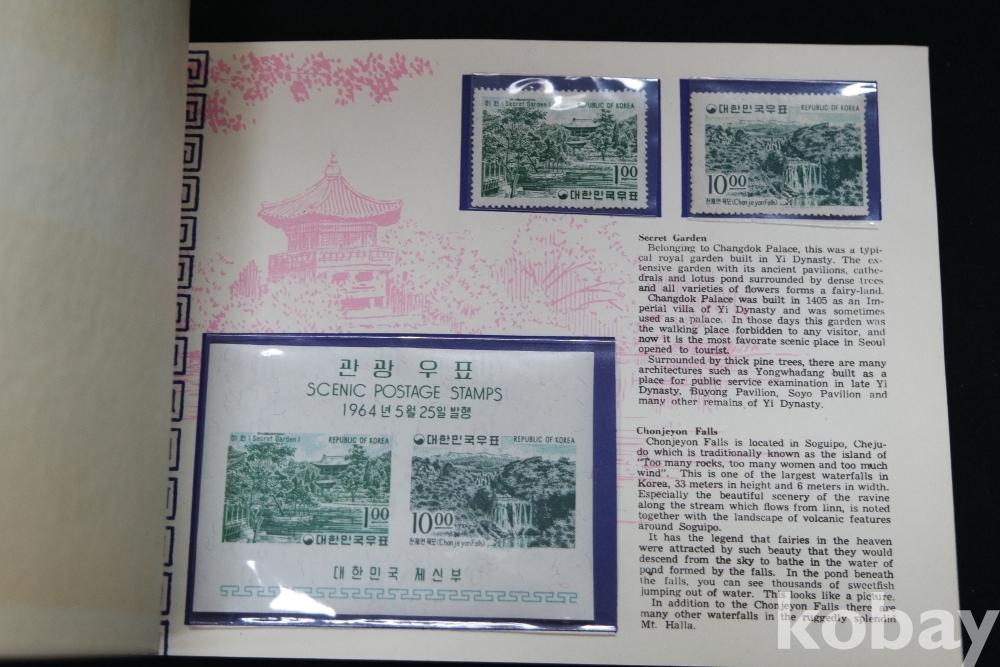 비원 (Secret Garden) REPUBLIC OF KOREA
1.00
대한민국우표
대한민국우표 REPUBLIC OF KOREA
10.00
천제연폭포 (Chonjeyon Falls)
Secret Garden
Belonging to Changdok Palace, this was a typi-
cal royal garden built in Yi Dynasty. The ex-
tensive garden with its ancient pavilions, cathe-
drals and lotus pond surrounded by dense trees
and all varieties of flowers forms a fairy-land.
Changdok Palace was built in 1405 as an Im-
perial villa of Yi Dynasty and was sometimes
used as a palace. In those days this garden was
the walking place forbidden to any visitor, and
now it is the most favorate scenic place in Seoul
opened to tourist.
Surrounded by thick pine trees, there are many
architectures such as Yongwhadang built as a
place for public service examination in late Yi
Dynasty, Buyong Pavilion, Soyo Pavilion and
many other remains of Yi Dynasty.
Chonjeyon Falls
Chonjeyon Falls is located in Soguipo, Cheju-
do which is traditionally known as the island of
"Too many rocks, too many women and too much
wind". This is one of the largest waterfalls in
Korea, 33 meters in height and 6 meters in width.
Especially the beautiful scenery of the ravine
along the stream which flows from linn, is noted
together with the landscape of volcanic features
around Soguipo.
It has the legend that fairies in the heaven
were attracted by such beauty that they would
descend from the sky to bathe in the water of
pond formed by the falls. In the pond beneath
the falls, you can see thousands of sweetfish
jumping out of water. This looks like a picture.
In addition to the Chonjeyon Falls there are
many other waterfalls in the ruggedly splendid
Mt. Halla.
관광우표
SCENIC POSTAGE STAMPS
1964년 5월 25일 발행
비원 (Secret Garden) REPUBLIC OF KOREA
1.00
대한민국우표
대한민국우표 REPUBLIC OF KOREA
10.00
천제연폭포 (Chonjeyon Falls)
대한민국 체신부
kobay